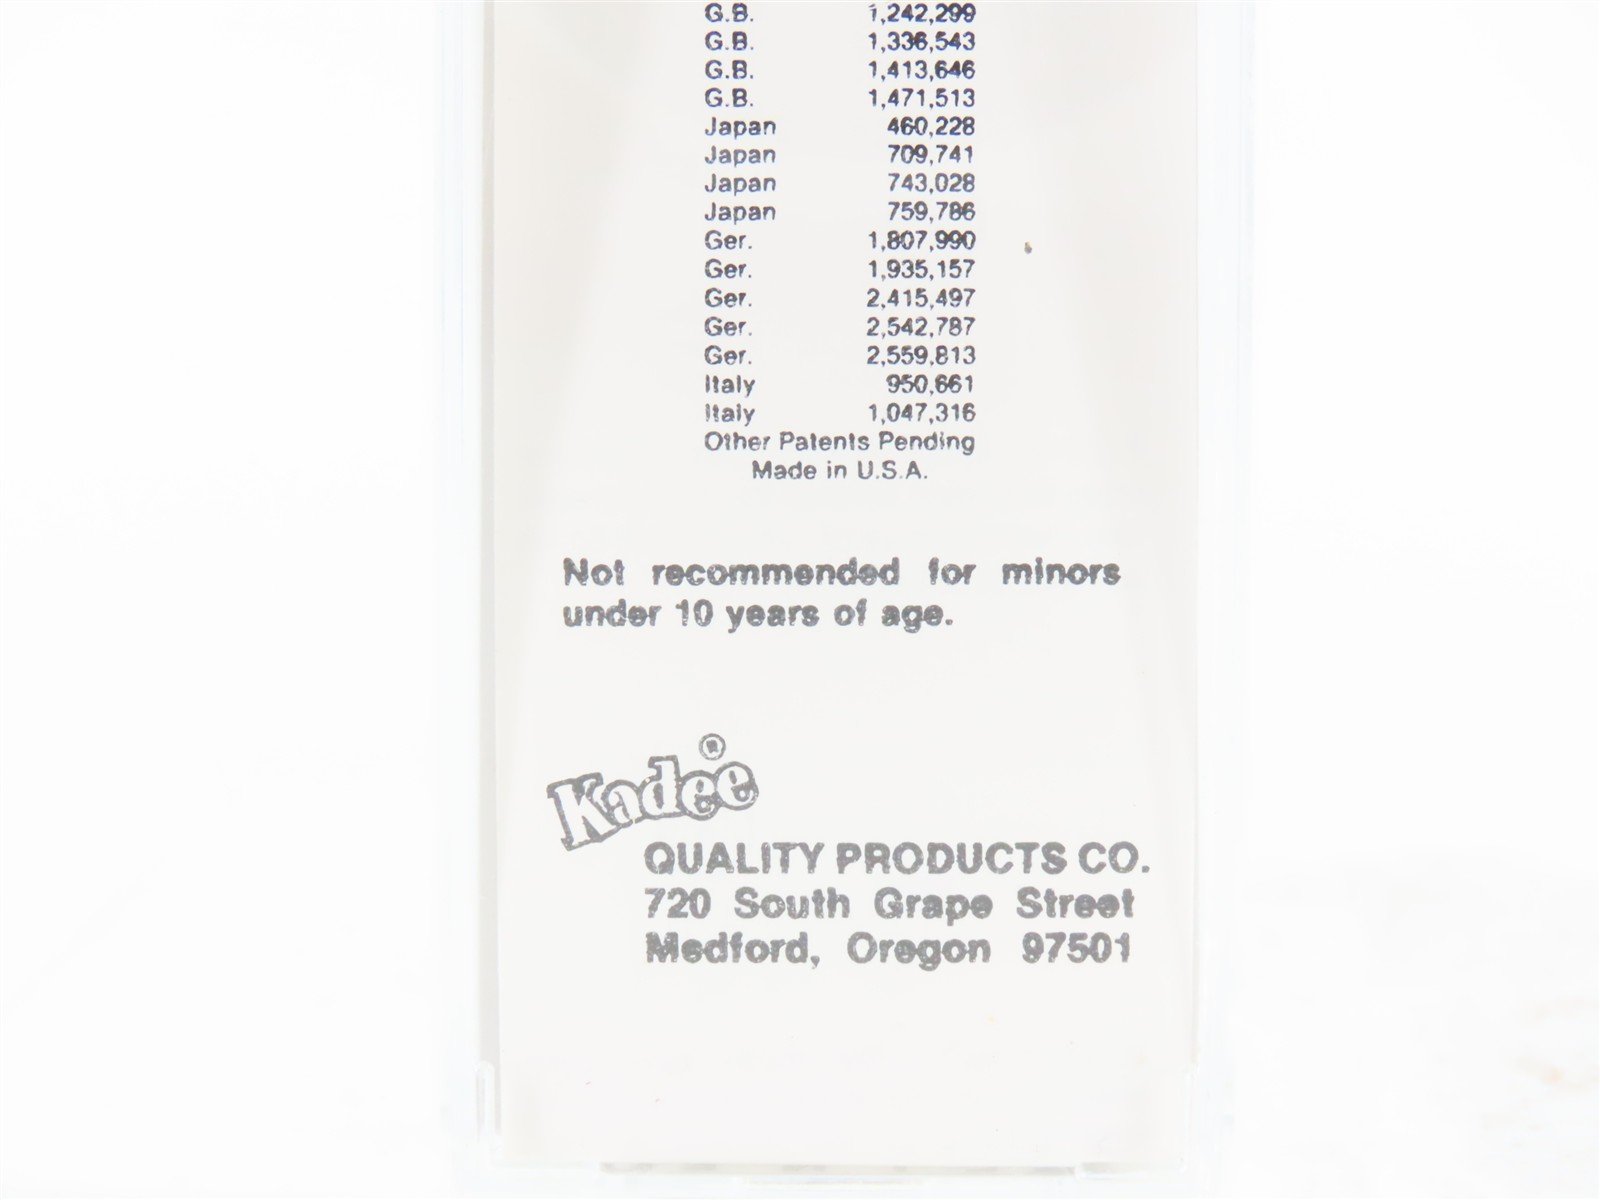 G.B. 1,242,299
G.B. 1,336,543
G.B. 1,413,646
G.B. 1,471,513
Japan 460,228
Japan 709,741
Japan 743,028
Japan 759,786
Ger. 1,807,990
Ger. 1,935,157
Ger. 2,415,497
Ger. 2,542,787
Ger. 2,559,813
Italy 950,661
Italy 1,047,316
Other Patents Pending
Made in U.S.A.
Not recommended for minors
under 10 years of age.
Kadee ®
QUALITY PRODUCTS CO.
720 South Grape Street
Medford, Oregon 97501